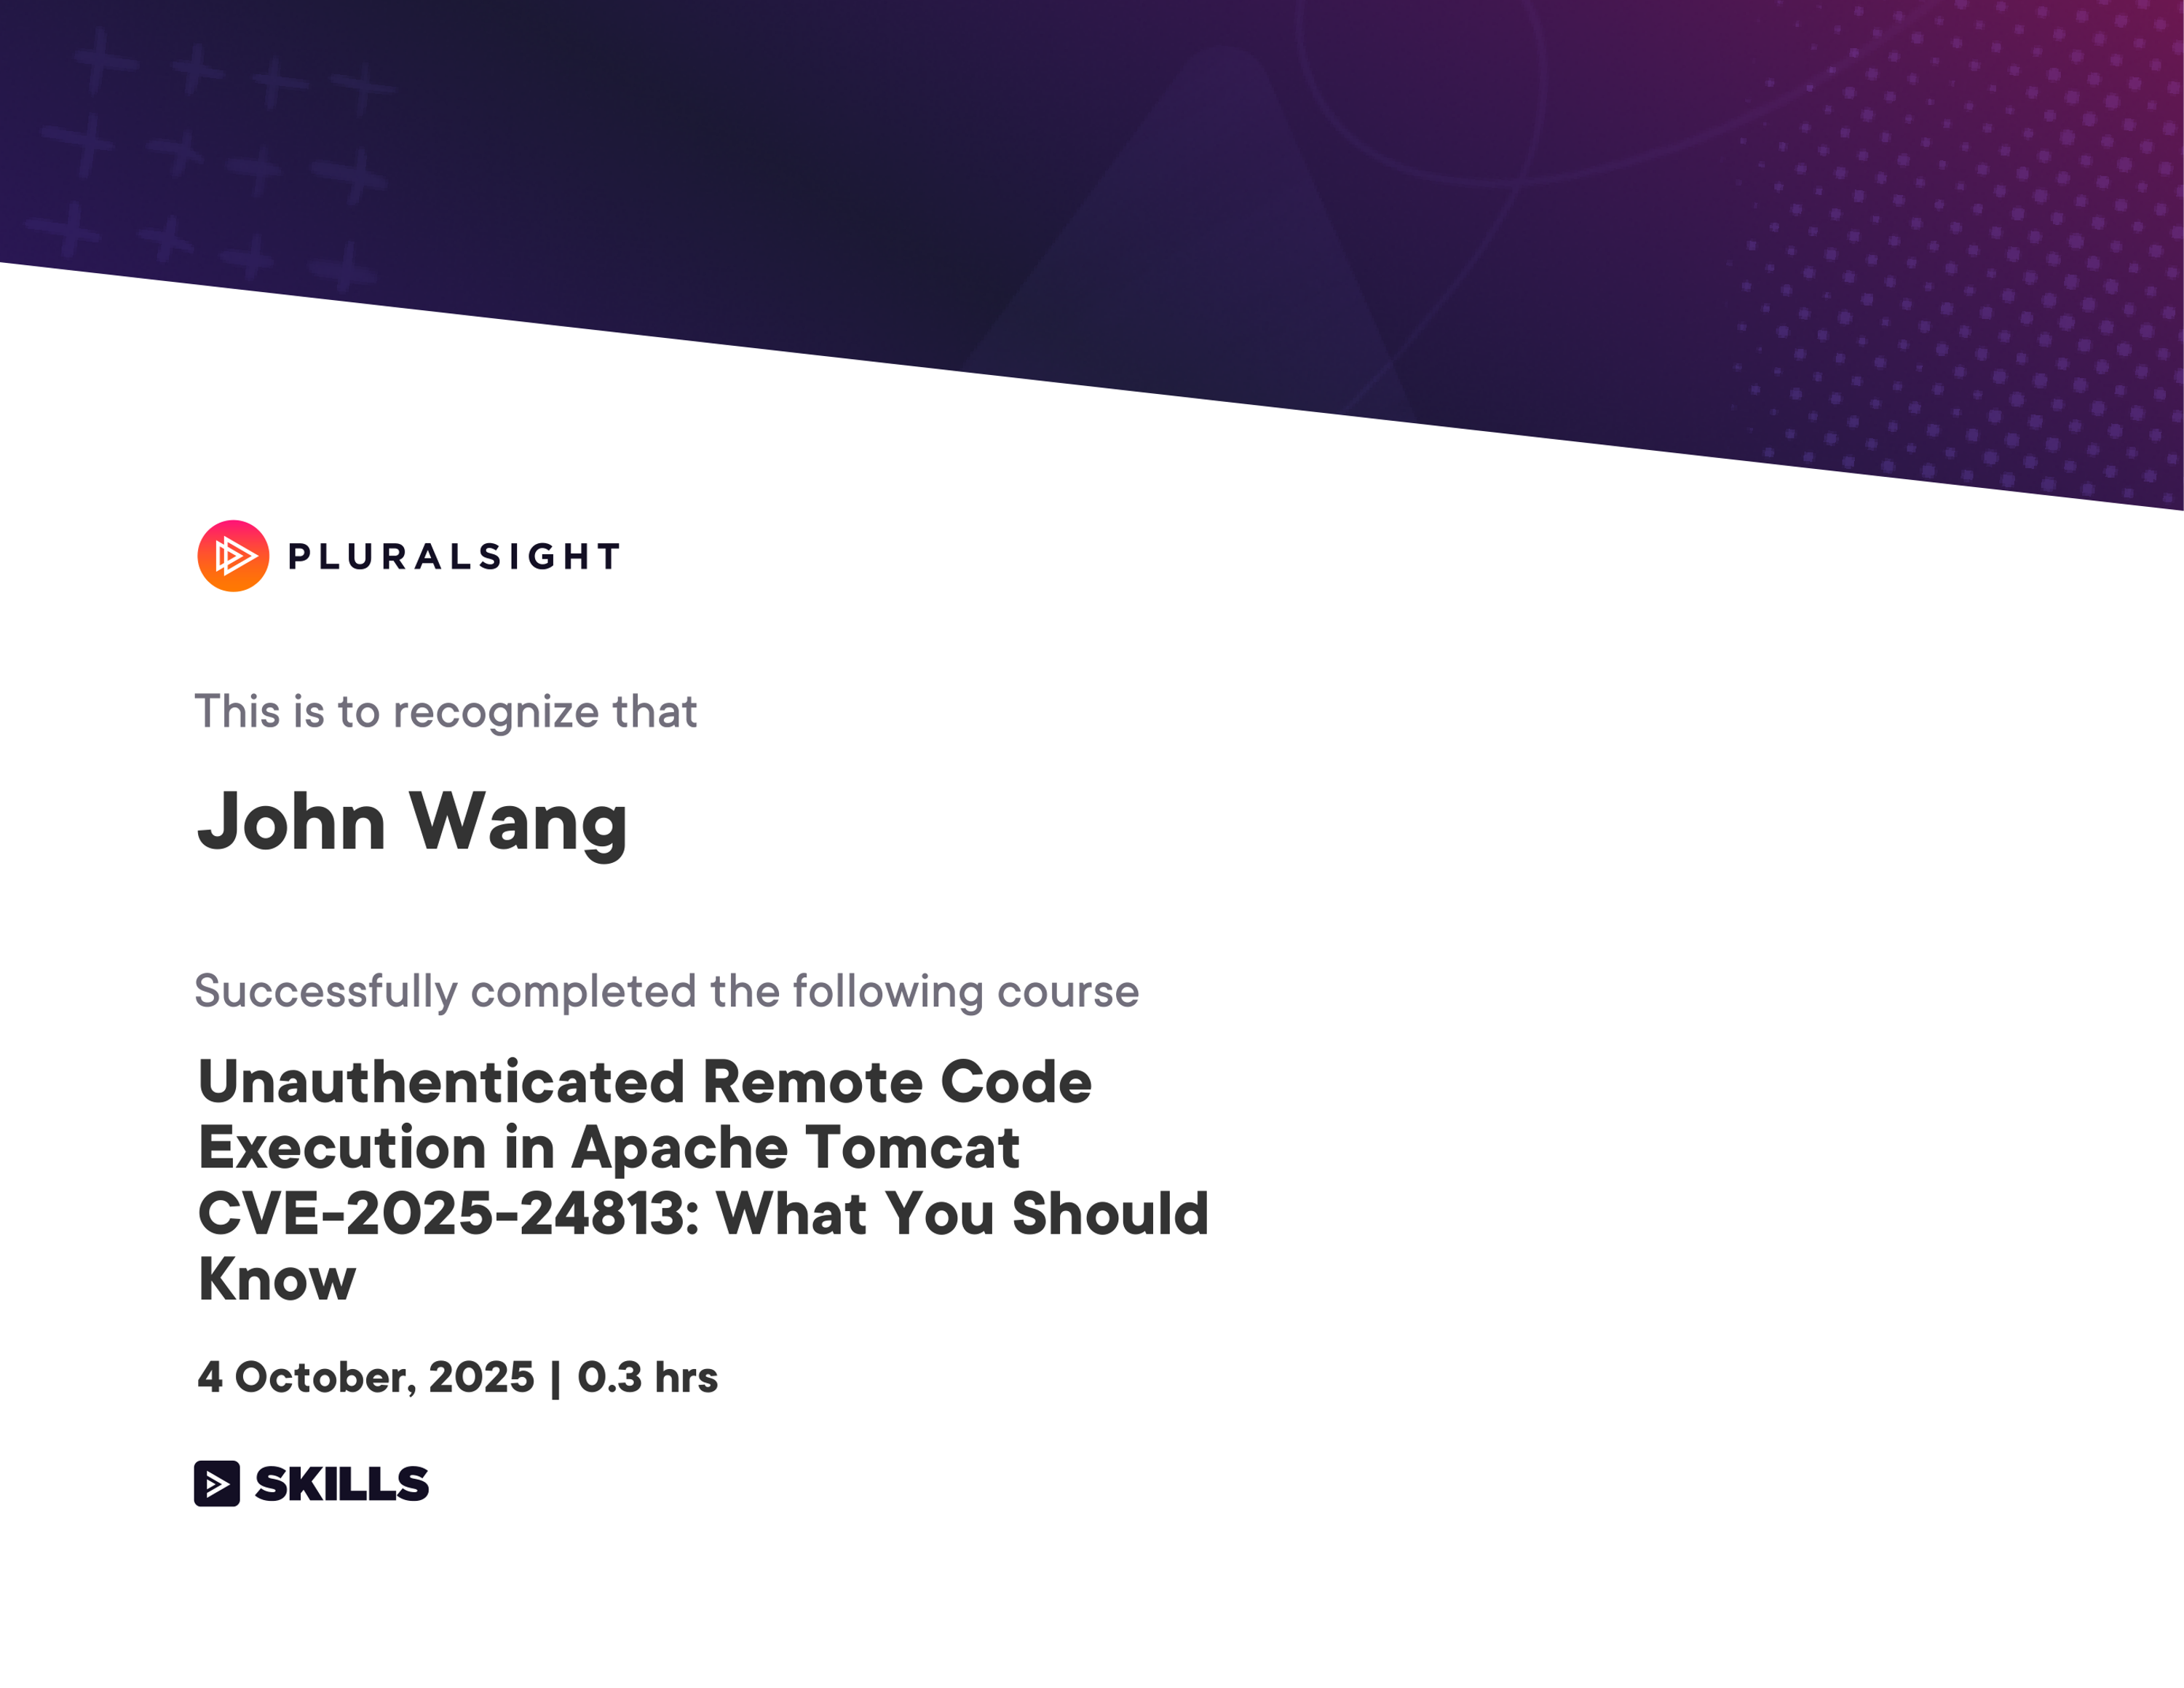 PLURALSIGHT
This is to recognize that
John Wang
Successfully completed the following course
Unauthenticated Remote Code
Execution in Apache Tomcat
CVE-2025-24813: What You Should
Know
4 October, 2025 | 0.3 hrs
SKILLS